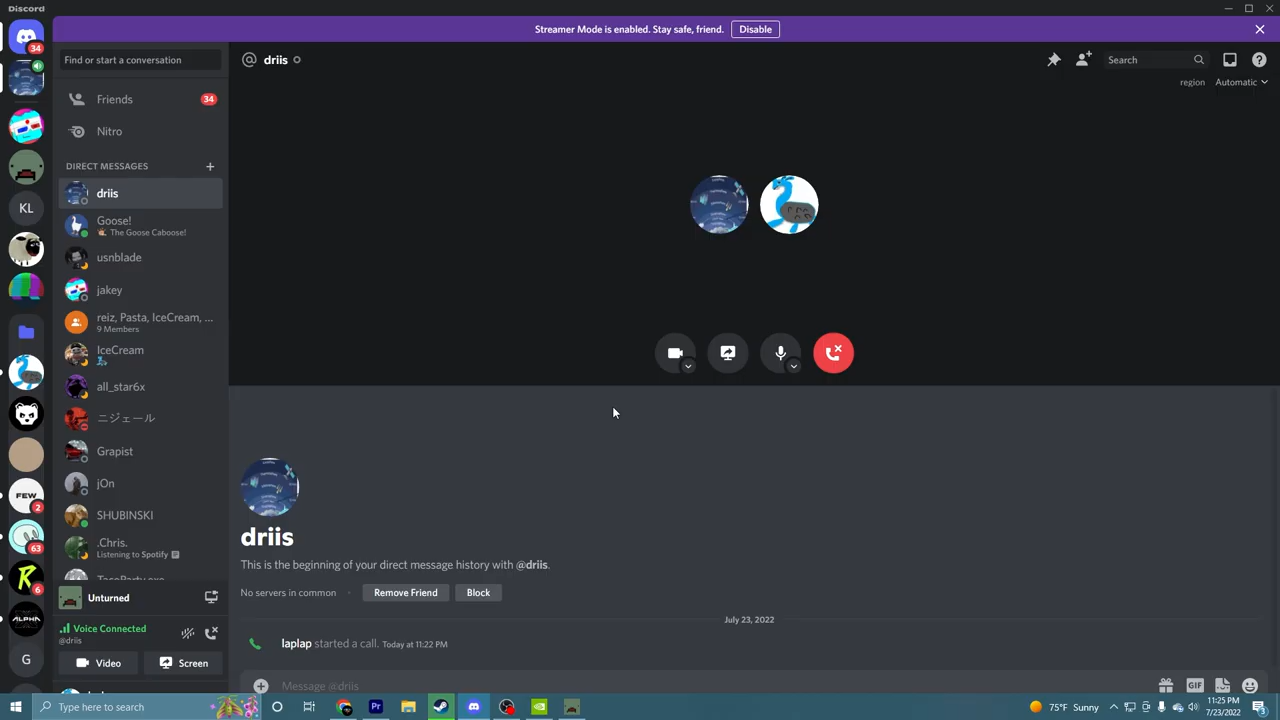 Discord
Streamer Mode is enabled. Stay safe, friend.
Disable
34
Find or start a conversation
driis
Search
region
Automatic
Friends
34
Nitro
DIRECT MESSAGES
driis
Goose!
The Goose Caboose!
usnblade
jakey
reiz, Pasta, IceCream, ...
9 Members
IceCream
all_star6x
ニジェール
Grapist
jOn
SHUBINSKI
.Chris.
Listening to Spotify
TacoParty.exe
KL
FEW
2
63
6
ALPHA
G
Unturned
Voice Connected
@driis
Video
Screen
driis
This is the beginning of your direct message history with @driis.
No servers in common
Remove Friend
Block
July 23, 2022
laplap started a call. Today at 11:22 PM
Message @driis
GIF
Type here to search
Pr
75°F Sunny
11:25 PM
7/23/2022